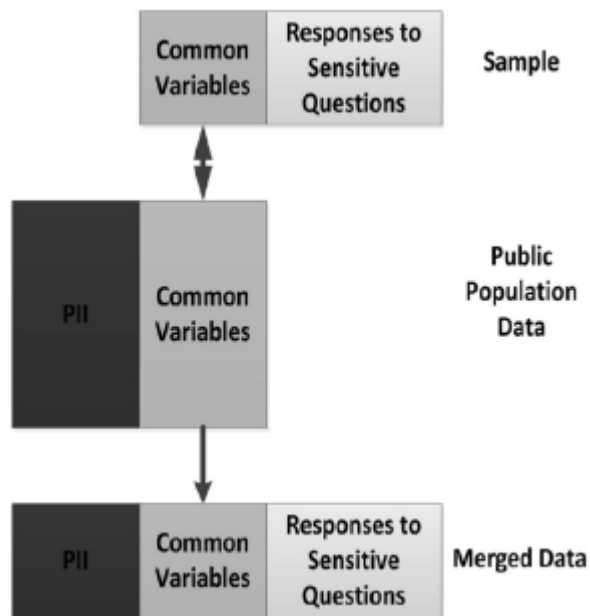 Common
Variables
Responses to
Sensitive
Questions
Sample
PII
Common
Variables
Public
Population
Data
PII
Common
Variables
Responses to
Sensitive
Questions
Merged Data